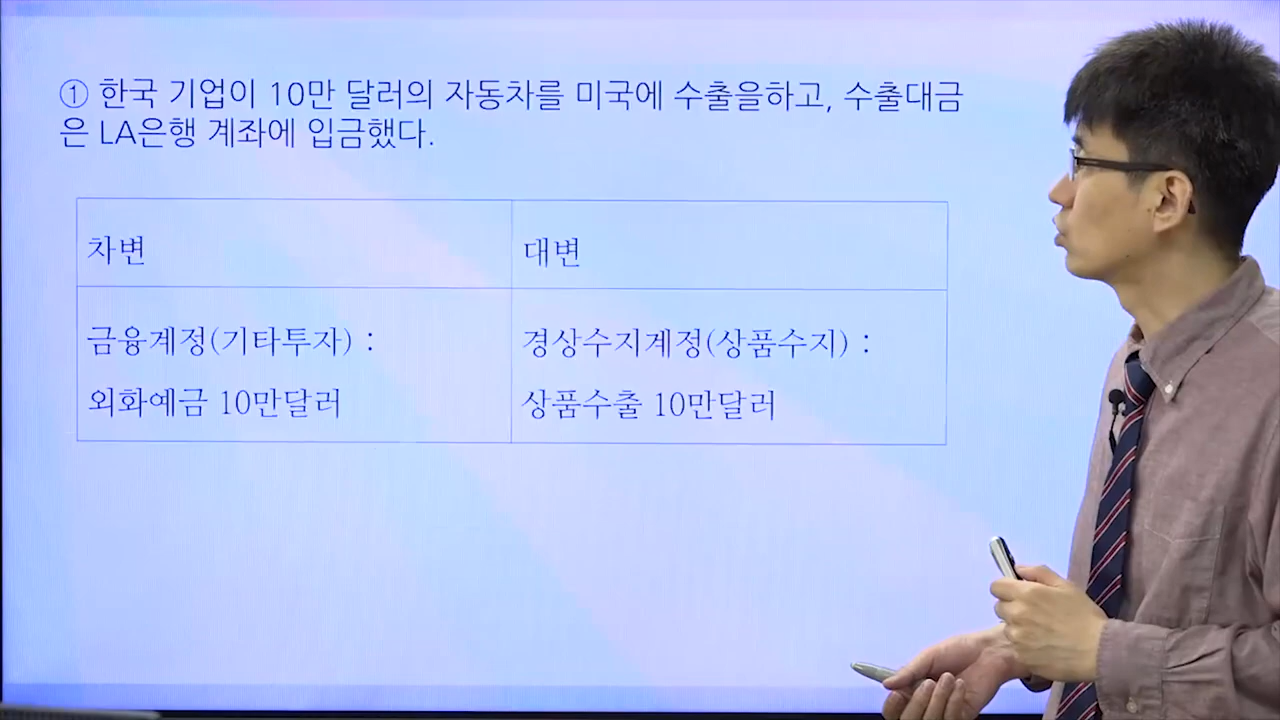 ① 한국 기업이 10만 달러의 자동차를 미국에 수출을하고, 수출대금
은 LA은행 계좌에 입금했다.
차변
대변
금융계정(기타투자) :
외화예금 10만달러
경상수지계정(상품수지) :
상품수출 10만달러